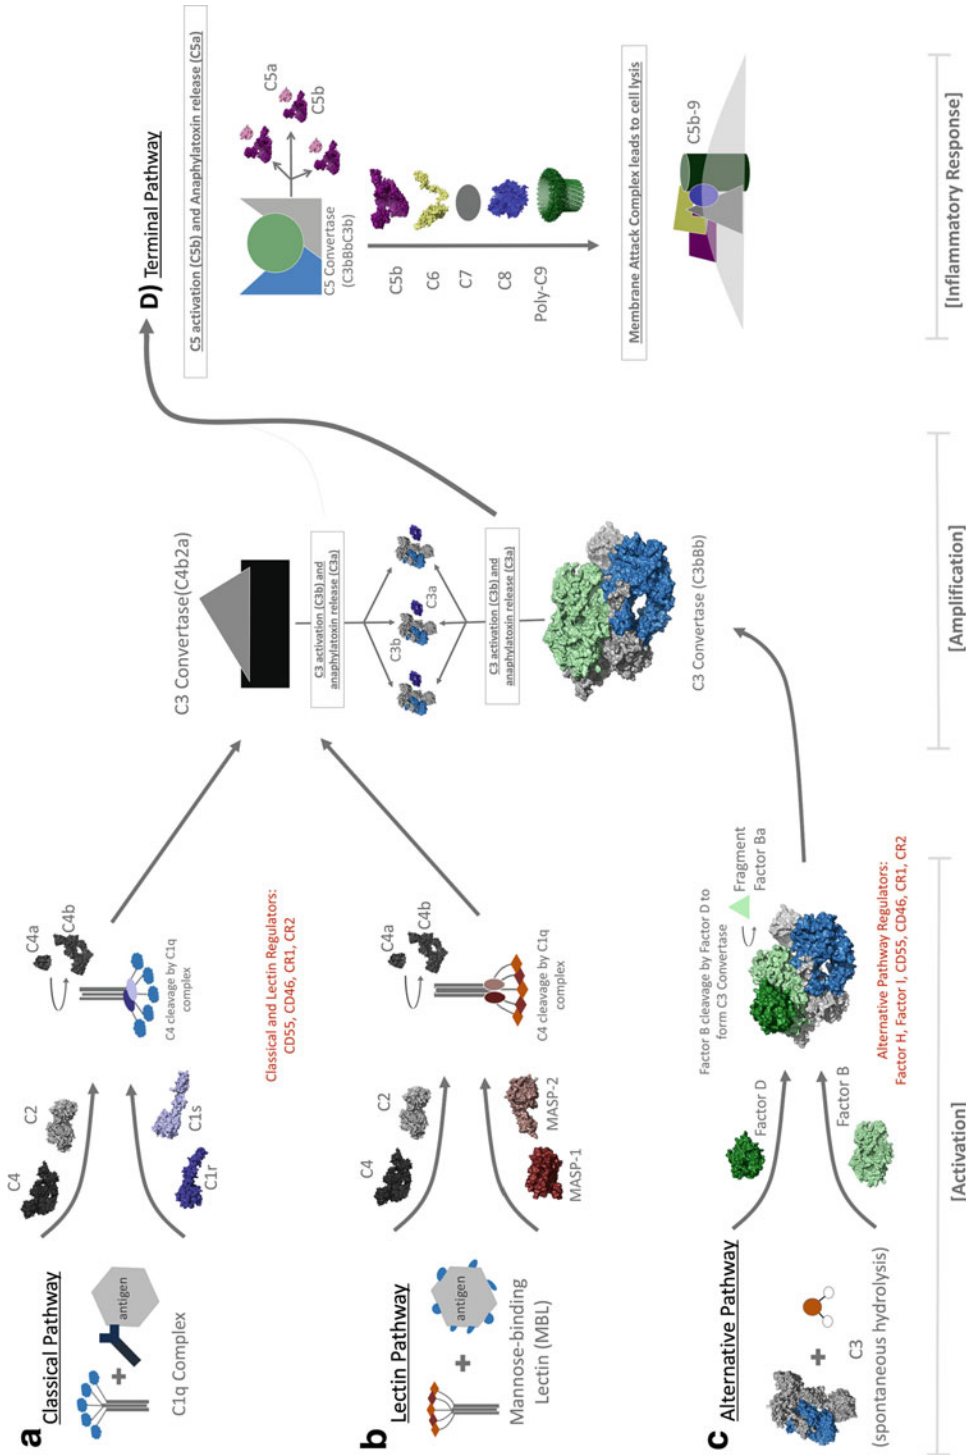 a
Classical Pathway
antigen
C1q Complex
C4
C2
C1r
C1s
C4a
C4b
C4 cleavage by C1q
complex
Classical and Lectin Regulators:
CD55, CD46, CR1, CR2
b
Lectin Pathway
antigen
Mannose-binding
Lectin (MBL)
C4
C2
MASP-1
MASP-2
C4a
C4b
C4 cleavage by C1q
complex
c
Alternative Pathway
C3
(spontaneous hydrolysis)
Factor D
Factor B
Factor B cleavage by Factor D to
form C3 Convertase
Fragment
Factor Ba
Alternative Pathway Regulators:
Factor H, Factor I, CD55, CD46, CR1, CR2
[Activation]
C3 Convertase(C4b2a)
C3 activation (C3b) and
anaphylatoxin release (C3a)
C3b
C3a
C3 activation (C3b) and
anaphylatoxin release (C3a)
C3 Convertase (C3bBb)
[Amplification]
D) Terminal Pathway
C5 activation (C5b) and Anaphylatoxin release (C5a)
C5a
C5b
C5 Convertase
(C3bBbC3b)
C5b
C6
C7
C8
Poly-C9
Membrane Attack Complex leads to cell lysis
C5b-9
[Inflammatory Response]